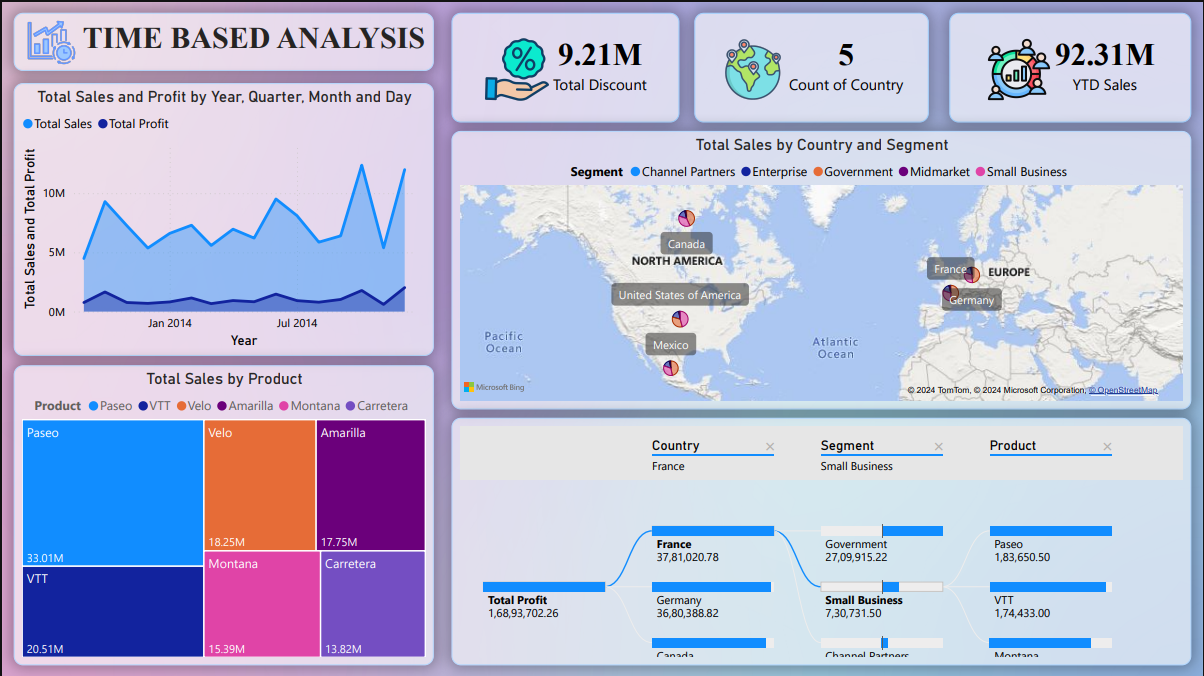 TIME BASED ANALYSIS
9.21M
Total Discount
5
Count of Country
92.31M
YTD Sales
Total Sales and Profit by Year, Quarter, Month and Day
Total Sales Total Profit
Total Sales and Total Profit
10M
5M
0M
Jan 2014 Jul 2014
Year
Total Sales by Country and Segment
Segment Channel Partners Enterprise Government Midmarket Small Business
Canada
NORTH AMERICA
United States of America
Mexico
France
EUROPE
Germany
Pacific
Ocean
Atlantic
Ocean
Microsoft Bing
© 2024 TomTom, © 2024 Microsoft Corporation, © OpenStreetMap
Total Sales by Product
Product Paseo VTT Velo Amarilla Montana Carretera
Paseo
33.01M
VTT
20.51M
Velo
18.25M
Amarilla
17.75M
Montana
15.39M
Carretera
13.82M
Country
France
Segment
Small Business
Product
Total Profit
1,68,93,702.26
France
37,81,020.78
Germany
36,80,388.82
Canada
Government
27,09,915.22
Small Business
7,30,731.50
Channel Partners
Paseo
1,83,650.50
VTT
1,74,433.00
Montana